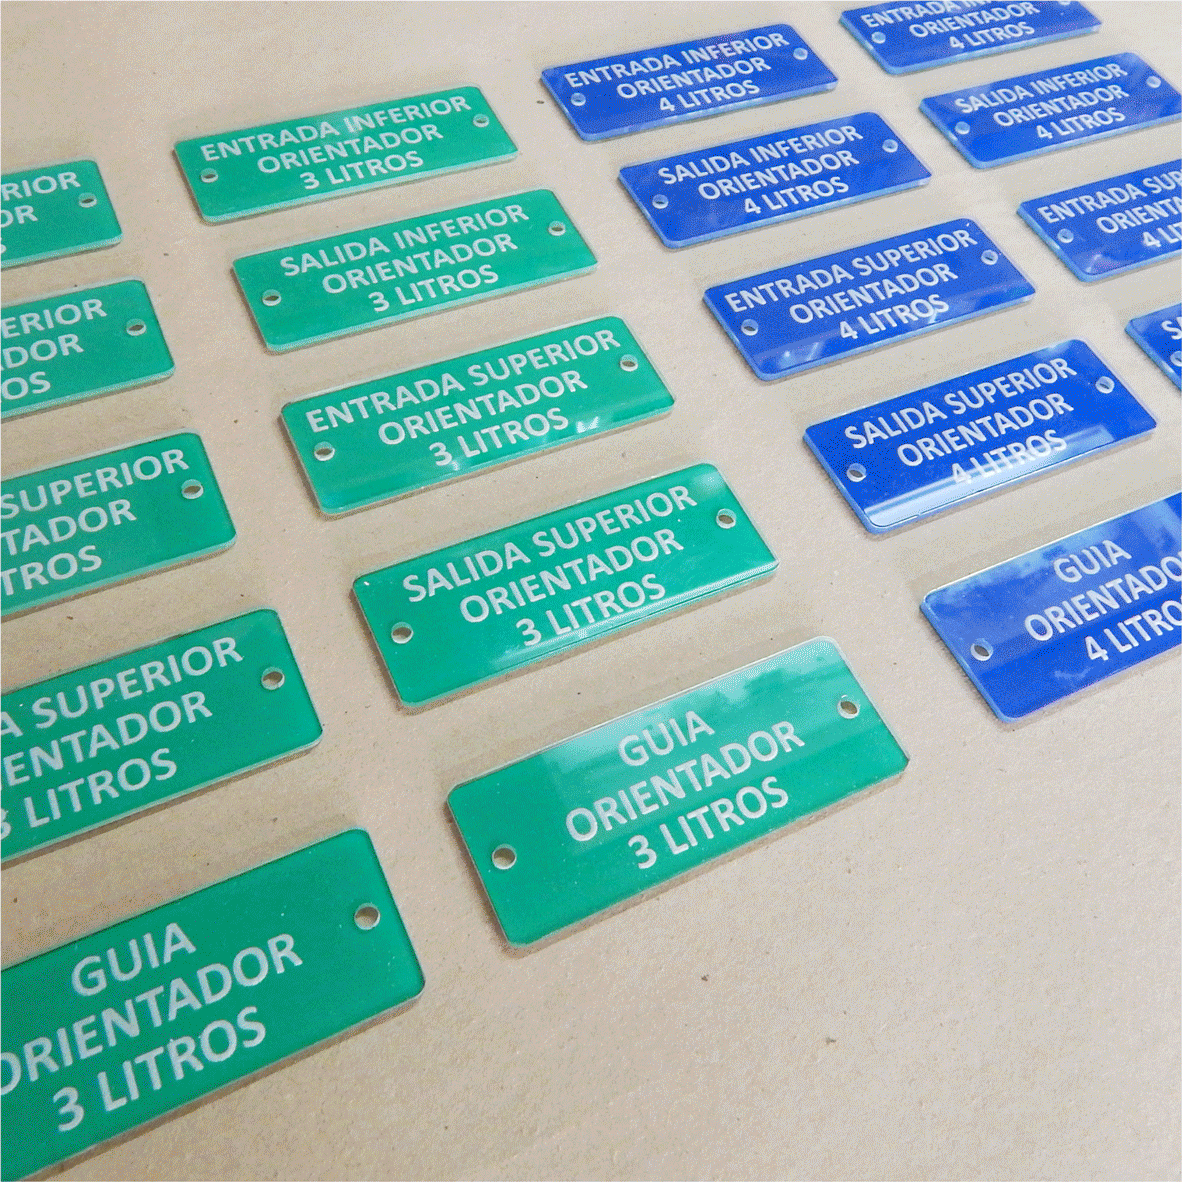 ENTRADA INFERIOR
ORIENTADOR
3 LITROS
SALIDA INFERIOR
ORIENTADOR
3 LITROS
ENTRADA SUPERIOR
ORIENTADOR
3 LITROS
SALIDA SUPERIOR
ORIENTADOR
3 LITROS
GUIA
ORIENTADOR
3 LITROS
SUPERIOR
SUPERIOR
3 LITROS
GUIA
ORIENTADOR
3 LITROS
ENTRADA INFERIOR
ORIENTADOR
4 LITROS
SALIDA INFERIOR
ORIENTADOR
4 LITROS
ENTRADA SUPERIOR
ORIENTADOR
4 LITROS
SALIDA SUPERIOR
ORIENTADOR
4 LITROS
GUIA
ORIENTADOR
4 LITROS
ENTRADA
ORIENTADOR
4 LITROS
SALIDA INFERIOR
ORIENTADOR
4 LITROS
ENTRADA